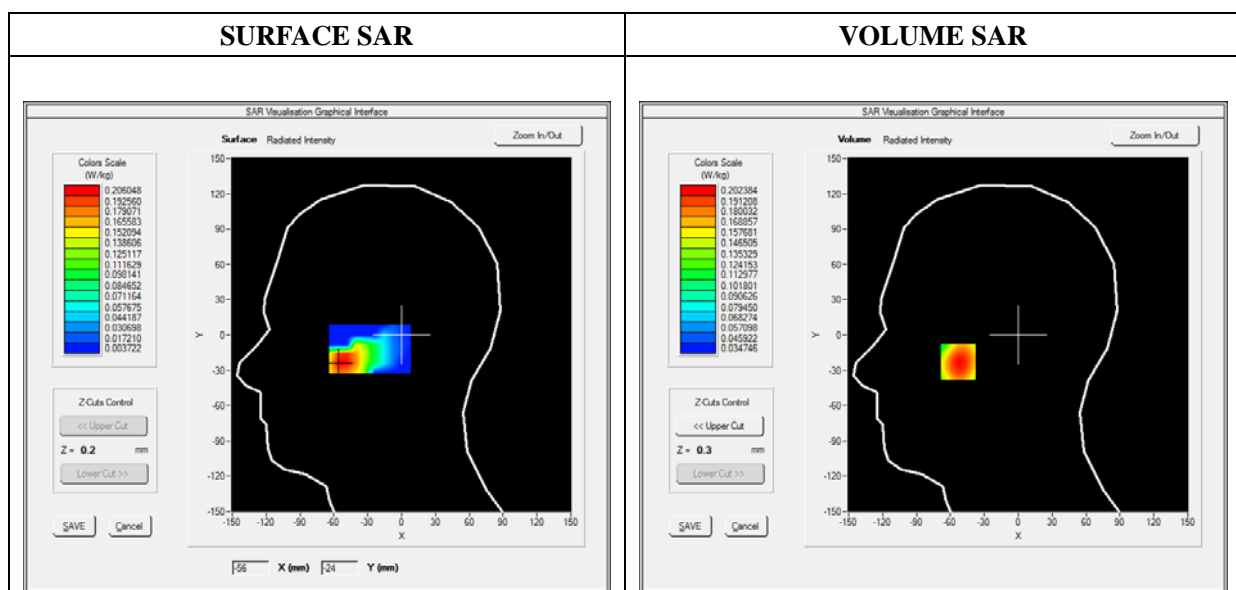 SURFACE SAR
VOLUME SAR
SAR Visualisation Graphical Interface
Surface Radiated Intensity
Zoom In/Out
Colors Scale
(W/kg)
0.206048
0.192560
0.179071
0.165583
0.152094
0.138606
0.125117
0.111629
0.098141
0.084652
0.071164
0.057675
0.044187
0.030698
0.017210
0.003722
Z-Cuts Control
<< Upper Cut
Z = 0.2 mm
Lower Cut >>
SAVE Cancel
150
120
90
60
30
0
-30
-60
-90
-120
-150
Y
-150 -120 -90 -60 -30 0 30 60 90 120 150
X
-56 X (mm) -24 Y (mm)
SAR Visualisation Graphical Interface
Volume Radiated Intensity
Zoom In/Out
Colors Scale
(W/kg)
0.202384
0.191208
0.180032
0.168857
0.157681
0.146505
0.135329
0.124153
0.112977
0.101801
0.090626
0.079450
0.068274
0.057098
0.045922
0.034746
Z-Cuts Control
<< Upper Cut
Z = 0.3 mm
Lower Cut >>
SAVE Cancel
150
120
90
60
30
0
-30
-60
-90
-120
-150
Y
-150 -120 -90 -60 -30 0 30 60 90 120 150
X